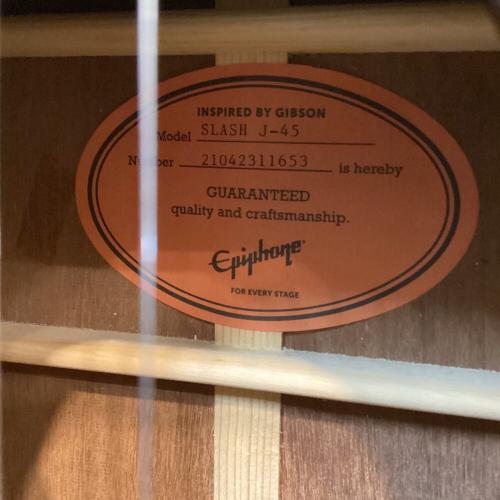 INSPIRED BY GIBSON
Model SLASH J-45
Number 21042311653 is hereby
GUARANTEED
quality and craftsmanship.
Epiphone
FOR EVERY STAGE